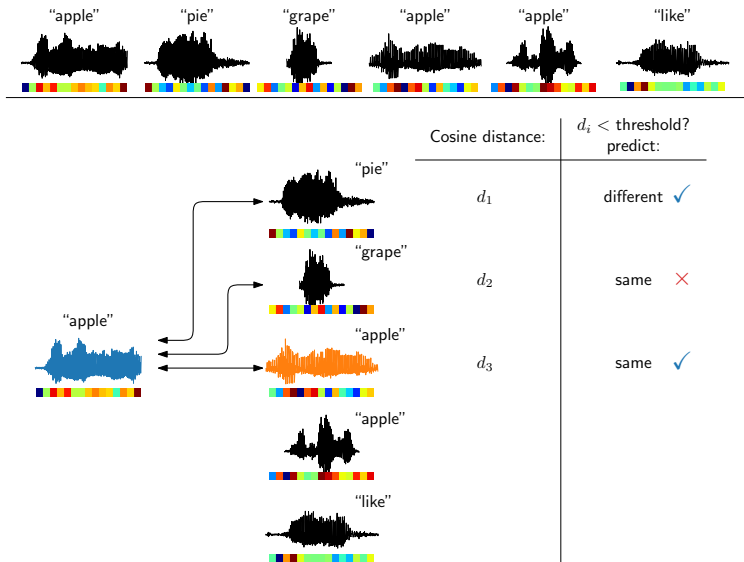 “apple” “pie” “grape” “apple” “apple” “like”
Cosine distance: d_i < threshold?
predict:
“pie”
d_1 different ✓
“grape”
d_2 same ×
“apple” “apple”
d_3 same ✓
“apple”
“like”